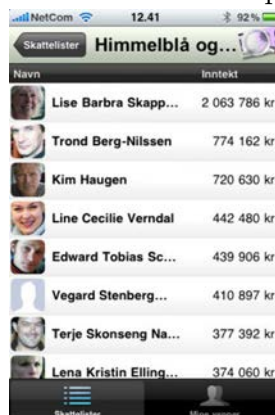 NetCom 12.41 92 %
Skattelister Himmelblå og...
Navn Inntekt
Lise Barbra Skapp... 2 063 786 kr
Trond Berg-Nilssen 774 162 kr
Kim Haugen 720 630 kr
Line Cecilie Verndal 442 480 kr
Edward Tobias Sc... 439 906 kr
Vegard Stenberg... 410 897 kr
Terje Skonseng Na... 377 392 kr
Lena Kristin Elling... 374 060 kr
Skattelister Mine venner